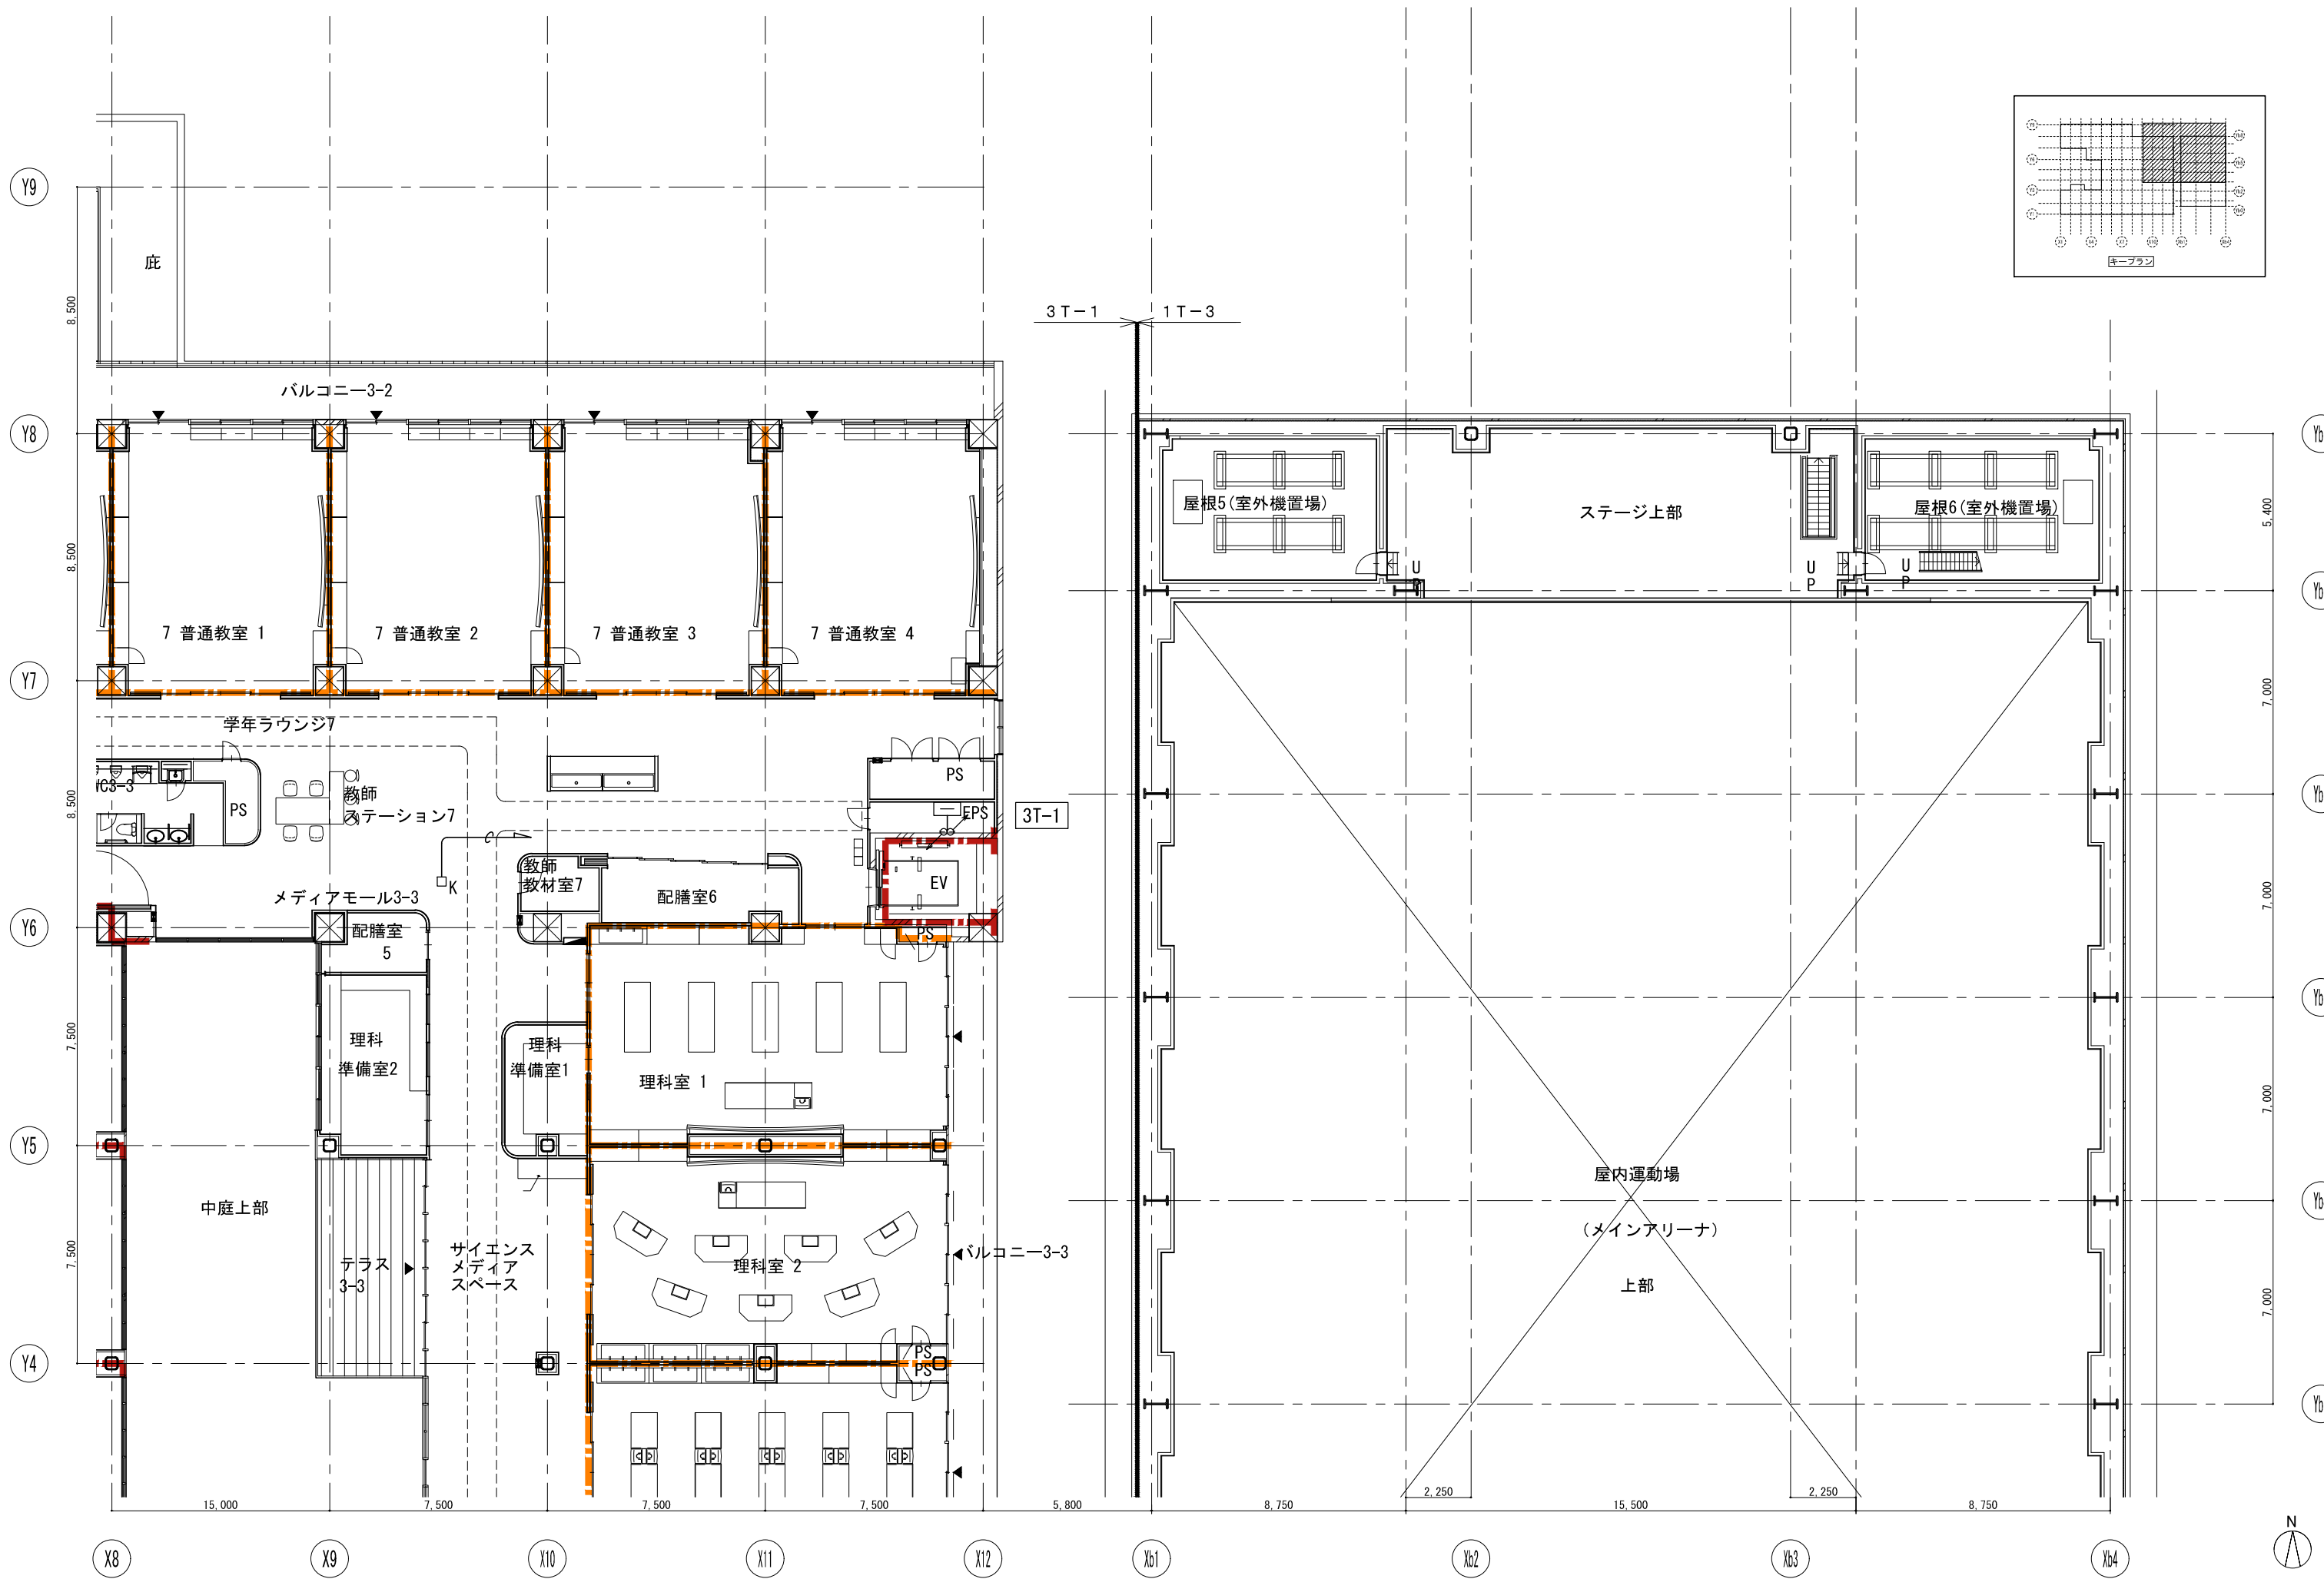 Y9
Y8
Y7
Y6
Y5
Y4
8,500
8,500
8,500
7,500
7,500
庇
バルコニー3-2
7 普通教室 1
7 普通教室 2
7 普通教室 3
7 普通教室 4
学年ラウンジ7
PS
教師
ステーション7
K
メディアモール3-3
教師
教材室7
配膳室6
PS
EPS
EV
PS
3T-1
配膳室
5
理科
準備室2
理科
準備室1
理科室 1
中庭上部
テラス
3-3
サイエンス
メディア
スペース
理科室 2
バルコニー3-3
PS
PS
3T-1
1T-3
屋根5(室外機置場)
ステージ上部
屋根6(室外機置場)
UP
UP
UP
屋内運動場
(メインアリーナ)
上部
5,400
7,000
7,000
7,000
7,000
キープラン
15,000
7,500
7,500
7,500
5,800
8,750
2,250
15,500
2,250
8,750
X8
X9
X10
X11
X12
Xb1
Xb2
Xb3
Xb4
N